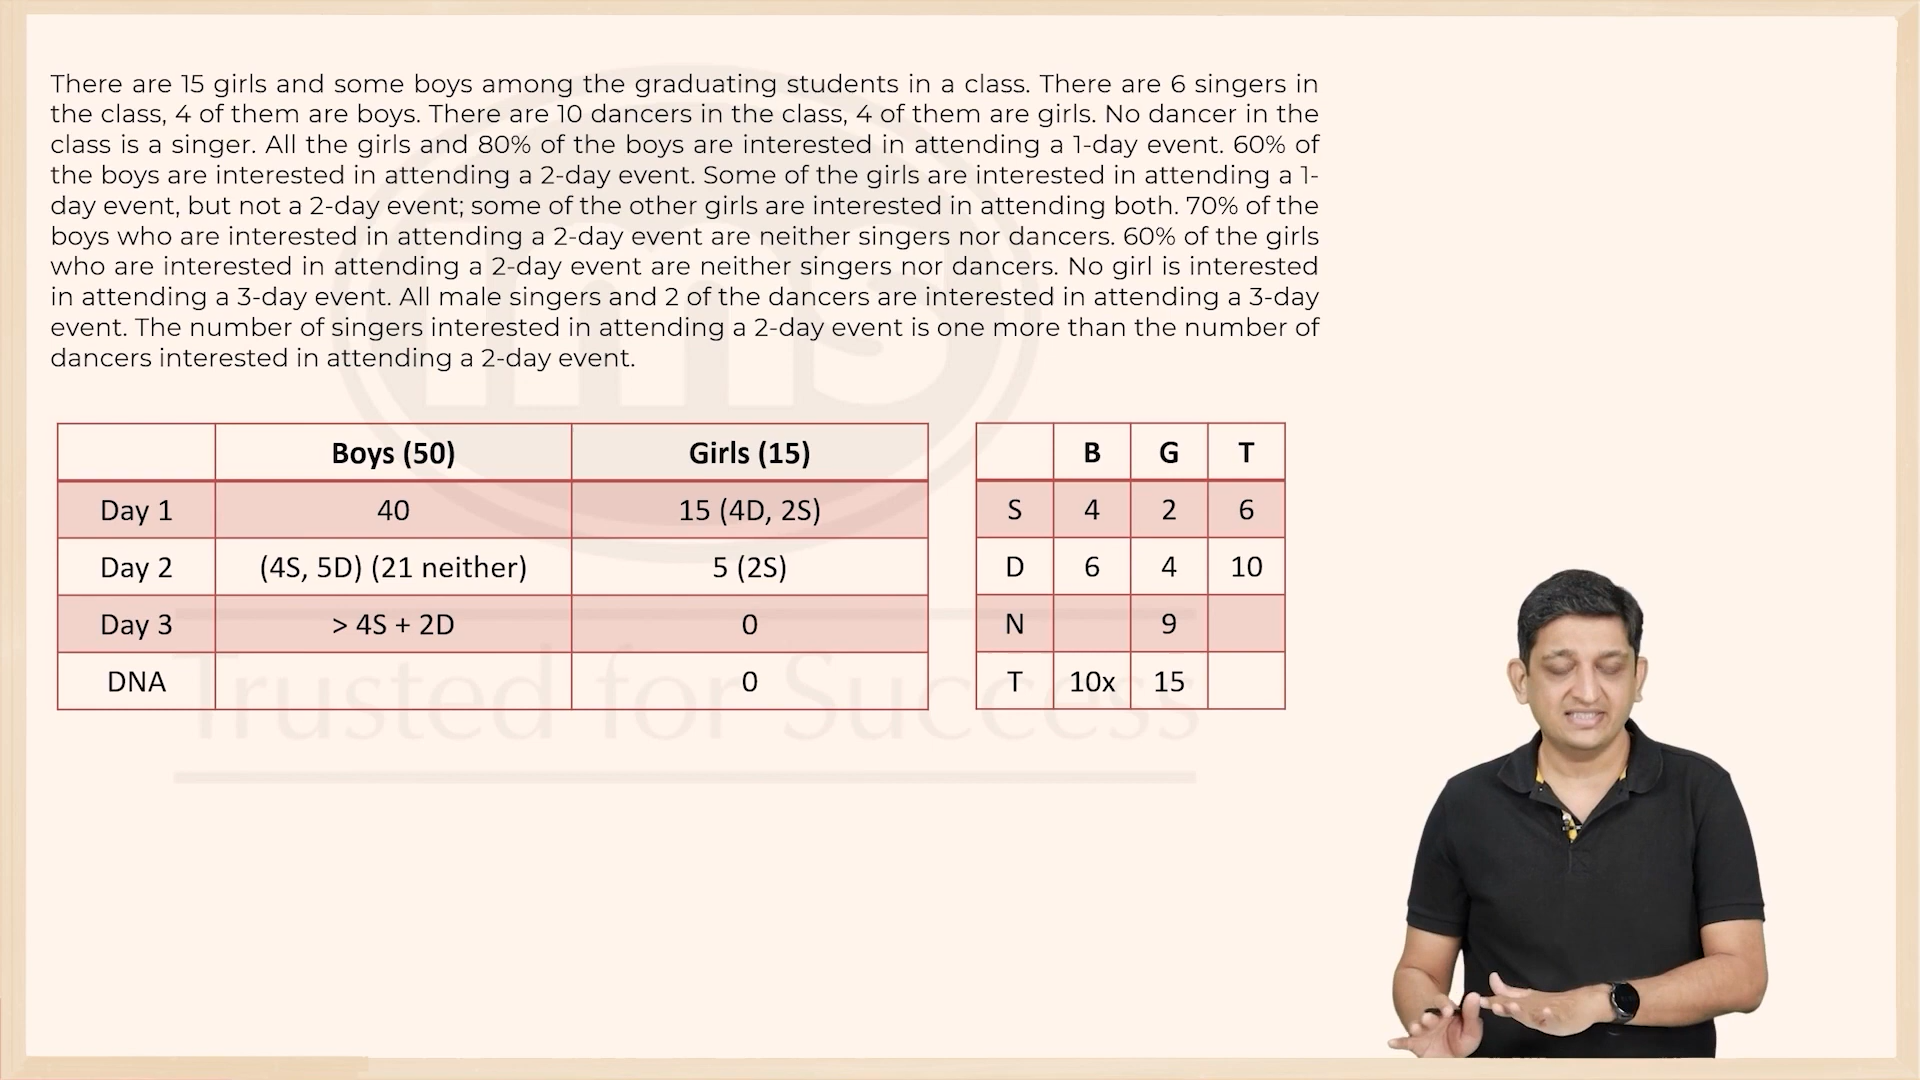 There are 15 girls and some boys among the graduating students in a class. There are 6 singers in
the class, 4 of them are boys. There are 10 dancers in the class, 4 of them are girls. No dancer in the
class is a singer. All the girls and 80% of the boys are interested in attending a 1-day event. 60% of
the boys are interested in attending a 2-day event. Some of the girls are interested in attending a 1-
day event, but not a 2-day event; some of the other girls are interested in attending both. 70% of the
boys who are interested in attending a 2-day event are neither singers nor dancers. 60% of the girls
who are interested in attending a 2-day event are neither singers nor dancers. No girl is interested
in attending a 3-day event. All male singers and 2 of the dancers are interested in attending a 3-day
event. The number of singers interested in attending a 2-day event is one more than the number of
dancers interested in attending a 2-day event.
Boys (50) Girls (15)
Day 1 40 15 (4D, 2S)
Day 2 (4S, 5D) (21 neither) 5 (2S)
Day 3 > 4S + 2D 0
DNA 0
B G T
S 4 2 6
D 6 4 10
N 9
T 10x 15
ims
Trusted for Success